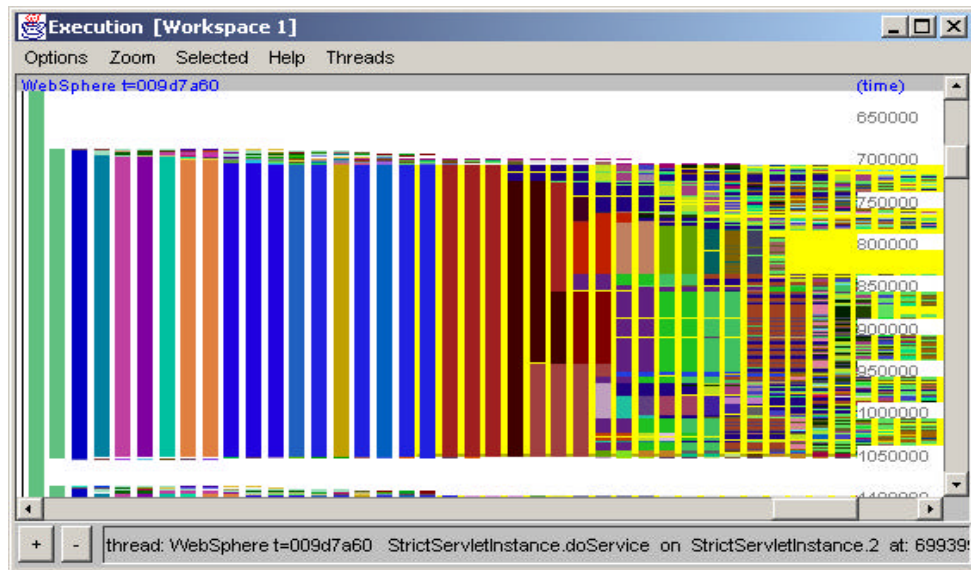 Execution [Workspace 1]
Options Zoom Selected Help Threads
WebSphere t=009d7a60 (time)
650000
700000
750000
800000
850000
900000
950000
1000000
1050000
+ - thread: WebSphere t=009d7a60 StrictServletInstance.doService on StrictServletInstance.2 at: 69939